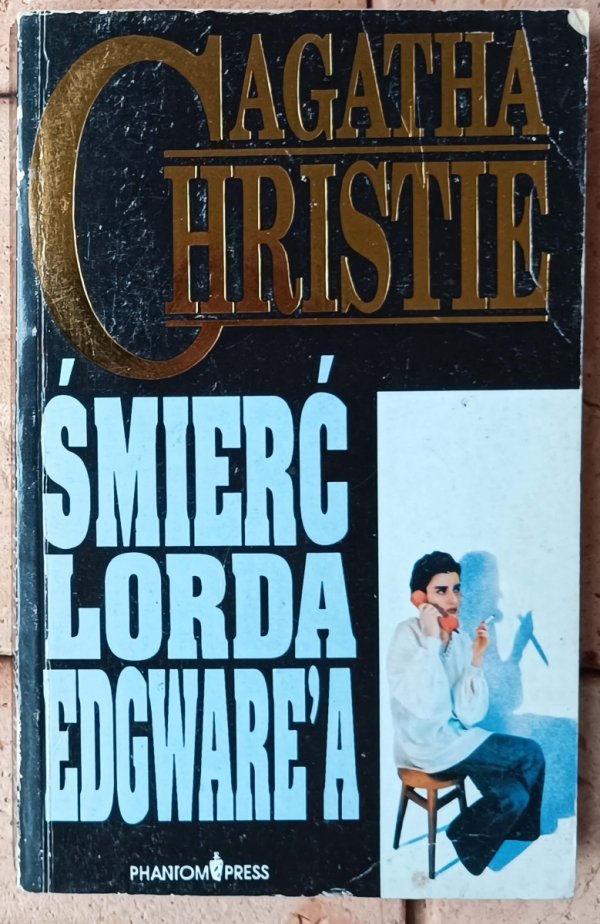 AGATHA
CHRISTIE
ŚMIERĆ
LORDA
EDGWARE'A
PHANTOM PRESS